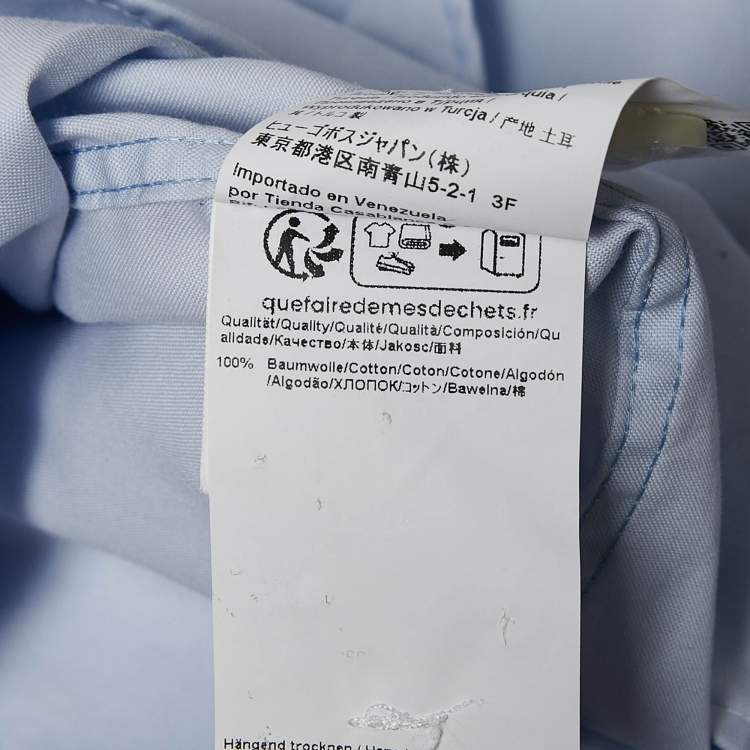 Wyprodukowano w Turcja / 产地 土耳
ヒューゴボスジャパン(株)
東京都港区南青山5-2-1 3F
Importado en Venezuela
por Tienda Casablanca
quefairedemesdechets.fr
Qualität/Quality/Qualité/Qualità/Composición/Qu
alidade/Качество/本体/Jakosc/面料
100% Baumwolle/Cotton/Coton/Cotone/Algodón
/Algodão/ХЛОПОК/コットン/Bawelna/棉
Hängend trocknen /